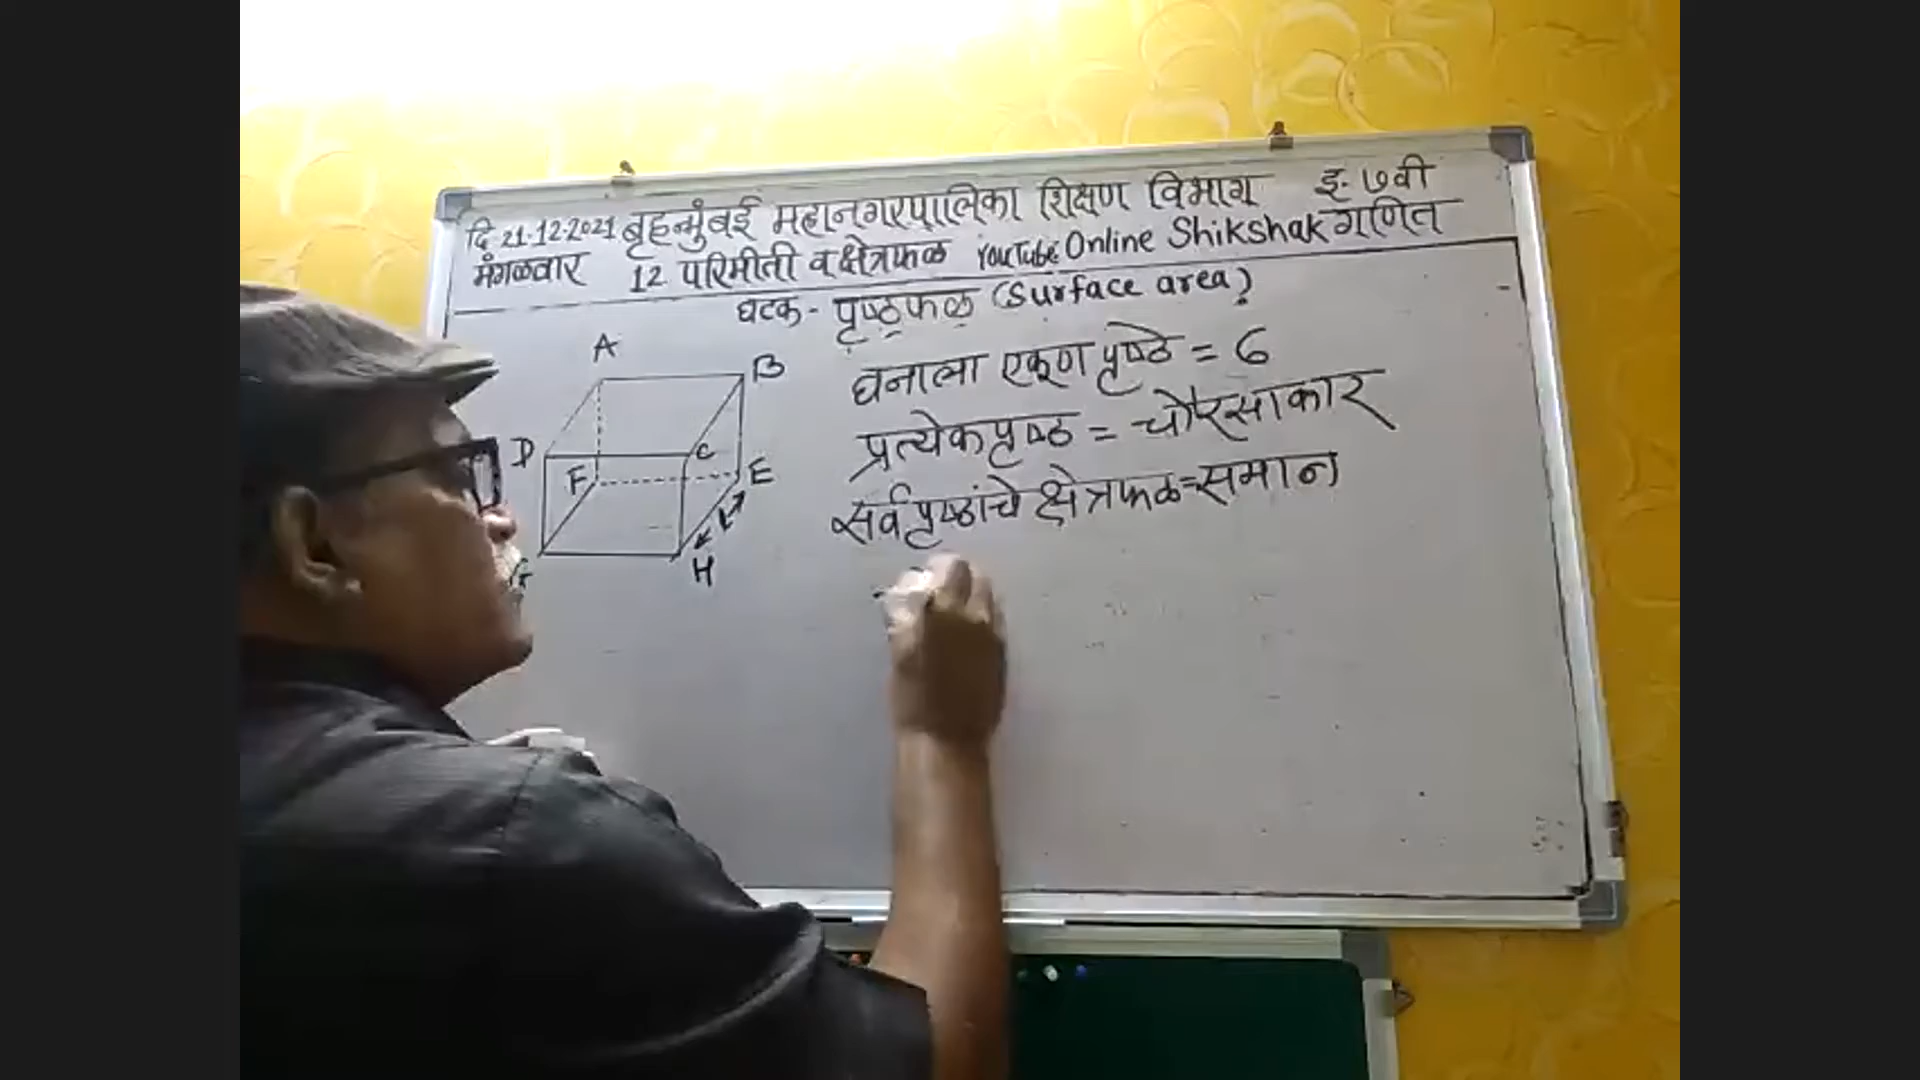 दि 21-12-2021 बृहन्मुंबई महानगरपालिका शिक्षण विभाग इ. ७वी
मंगळवार 12 परिमीती व क्षेत्रफळ YouTube: Online Shikshak गणित
घटक - पृष्ठफळ (Surface area)
A
B
D
C
F
E
L
G
H
घनाला एकूण पृष्ठे = 6
प्रत्येक पृष्ठ = चौरसाकार
सर्व पृष्ठांचे क्षेत्रफळ = समान